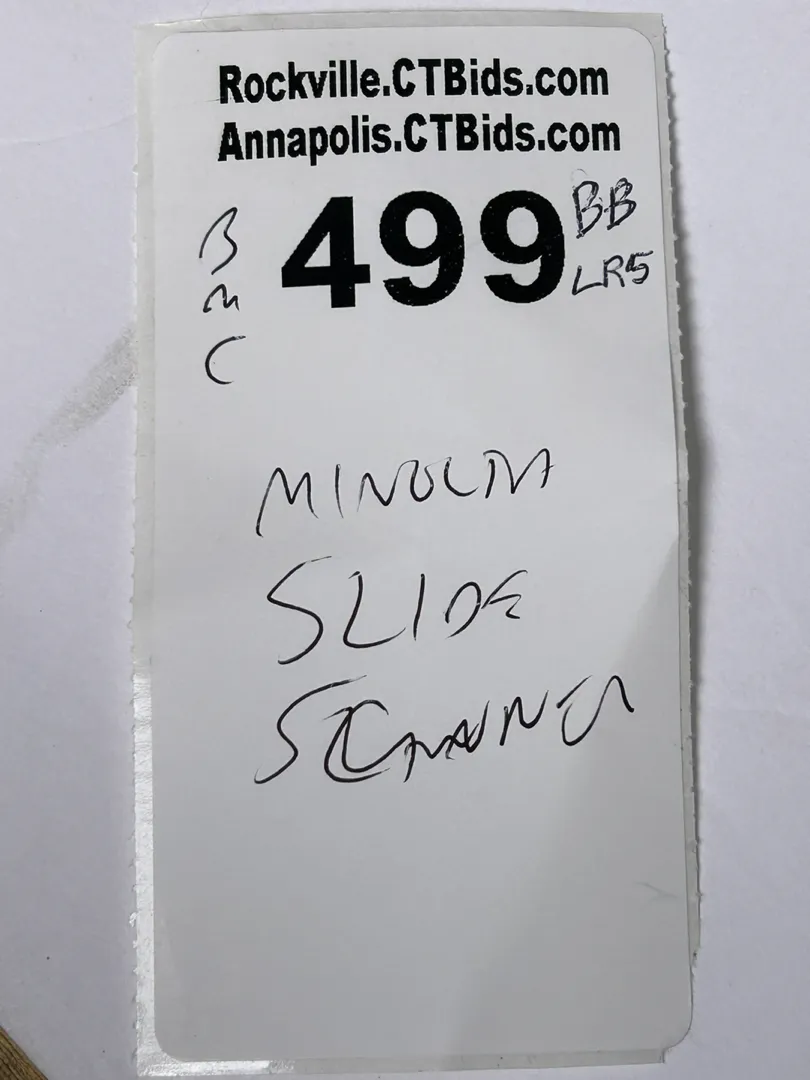 Rockville.CTBids.com
Annapolis.CTBids.com
499
BB
LR5
B
M
C
MINOLTA
SLIDE
SCANNER